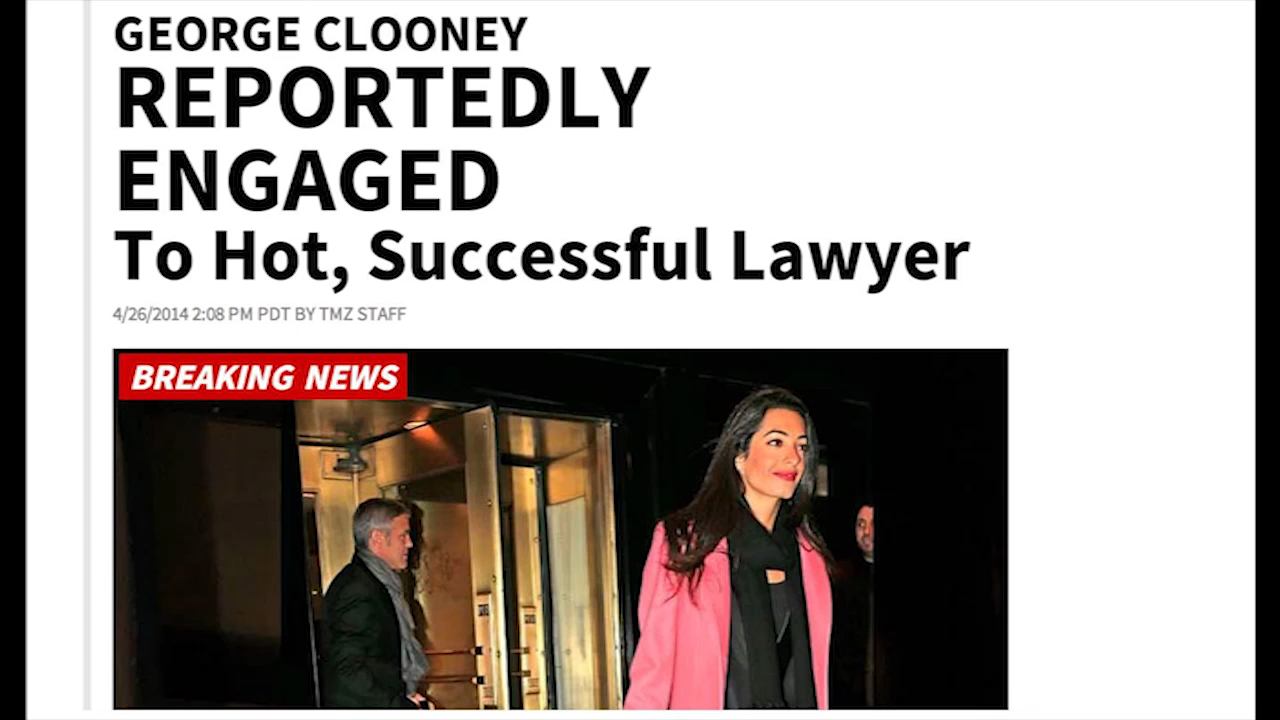 GEORGE CLOONEY
REPORTEDLY
ENGAGED
To Hot, Successful Lawyer
4/26/2014 2:08 PM PDT BY TMZ STAFF
BREAKING NEWS